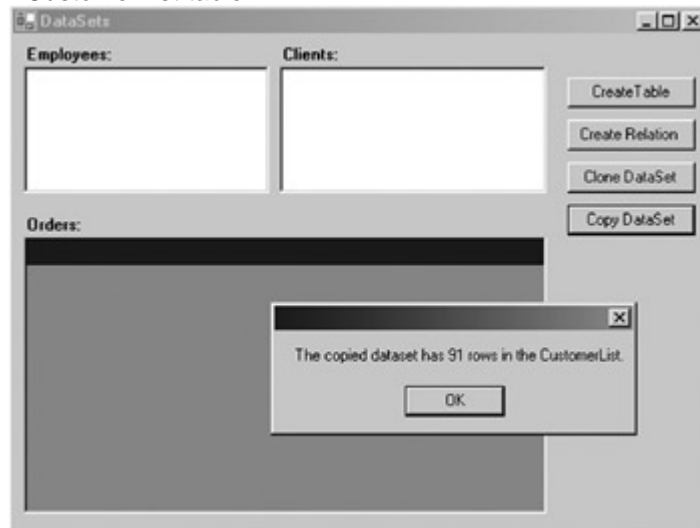 DataSets
Employees:
Clients:
CreateTable
Create Relation
Clone DataSet
Copy DataSet
Orders:
The copied dataset has 91 rows in the CustomerList.
OK